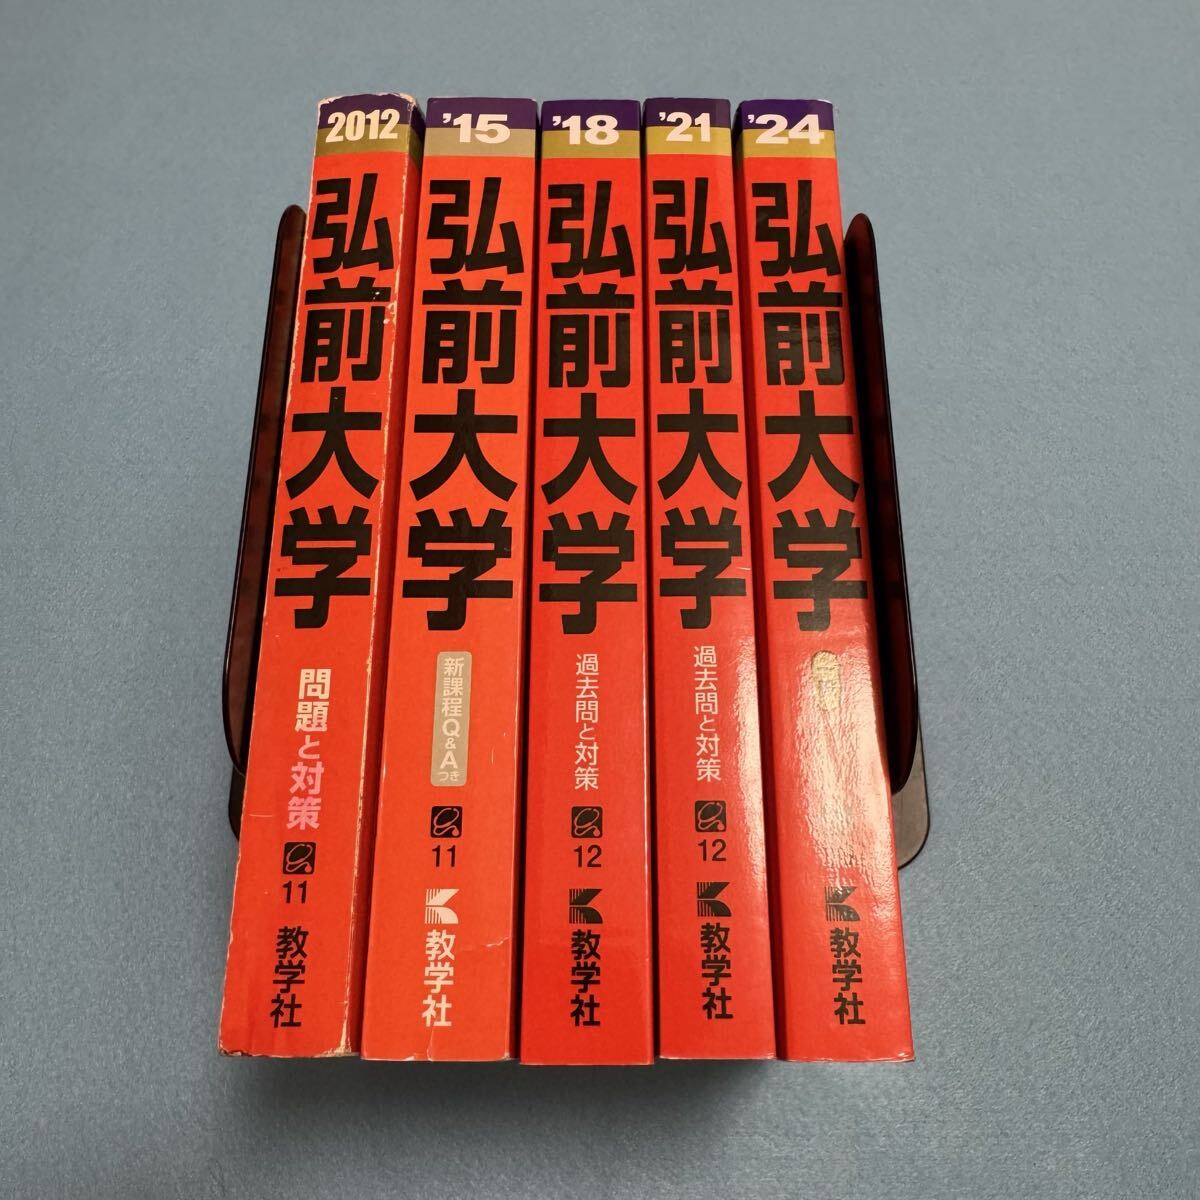 2012
弘前大学
問題と対策
11
教学社
'15
弘前大学
新課程Q&Aつき
11
教学社
'18
弘前大学
過去問と対策
12
教学社
'21
弘前大学
過去問と対策
12
教学社
'24
弘前大学
教学社